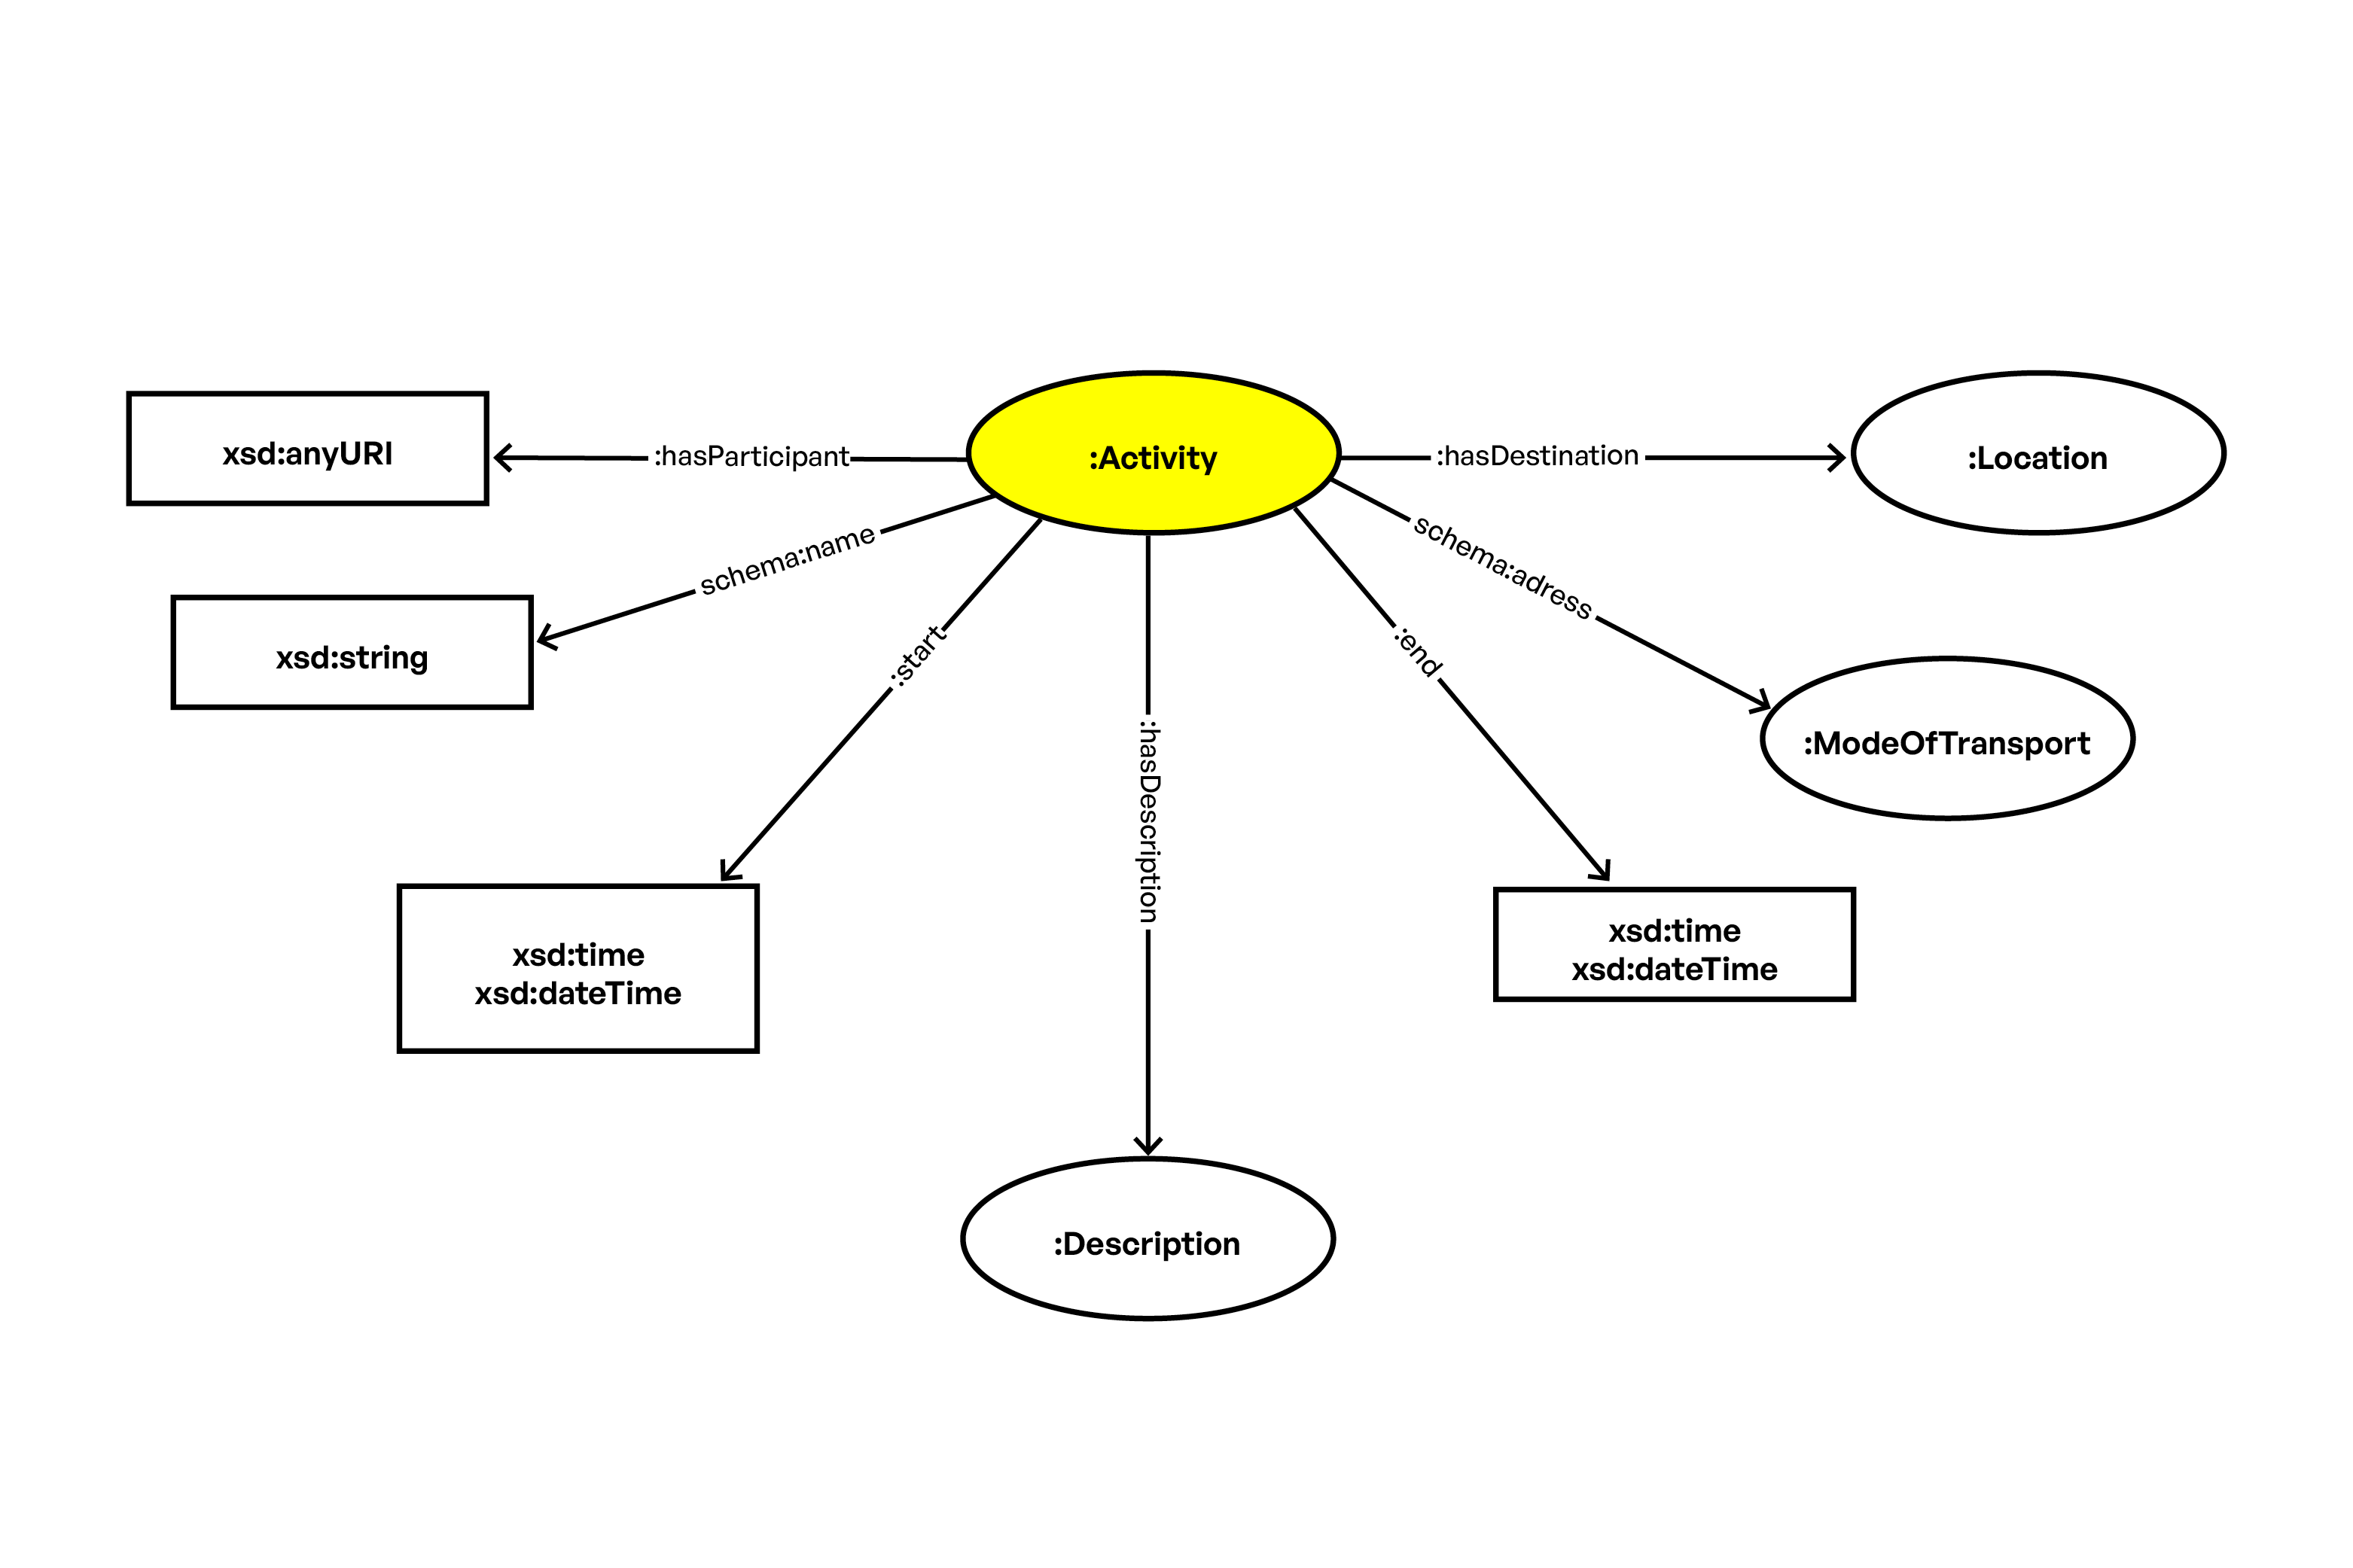 xsd:anyURI
:hasParticipant
:Activity
:hasDestination
:Location
schema:name
schema:adress
xsd:string
:start
:end
:hasDescription
:ModeOfTransport
xsd:time
xsd:dateTime
xsd:time
xsd:dateTime
:Description